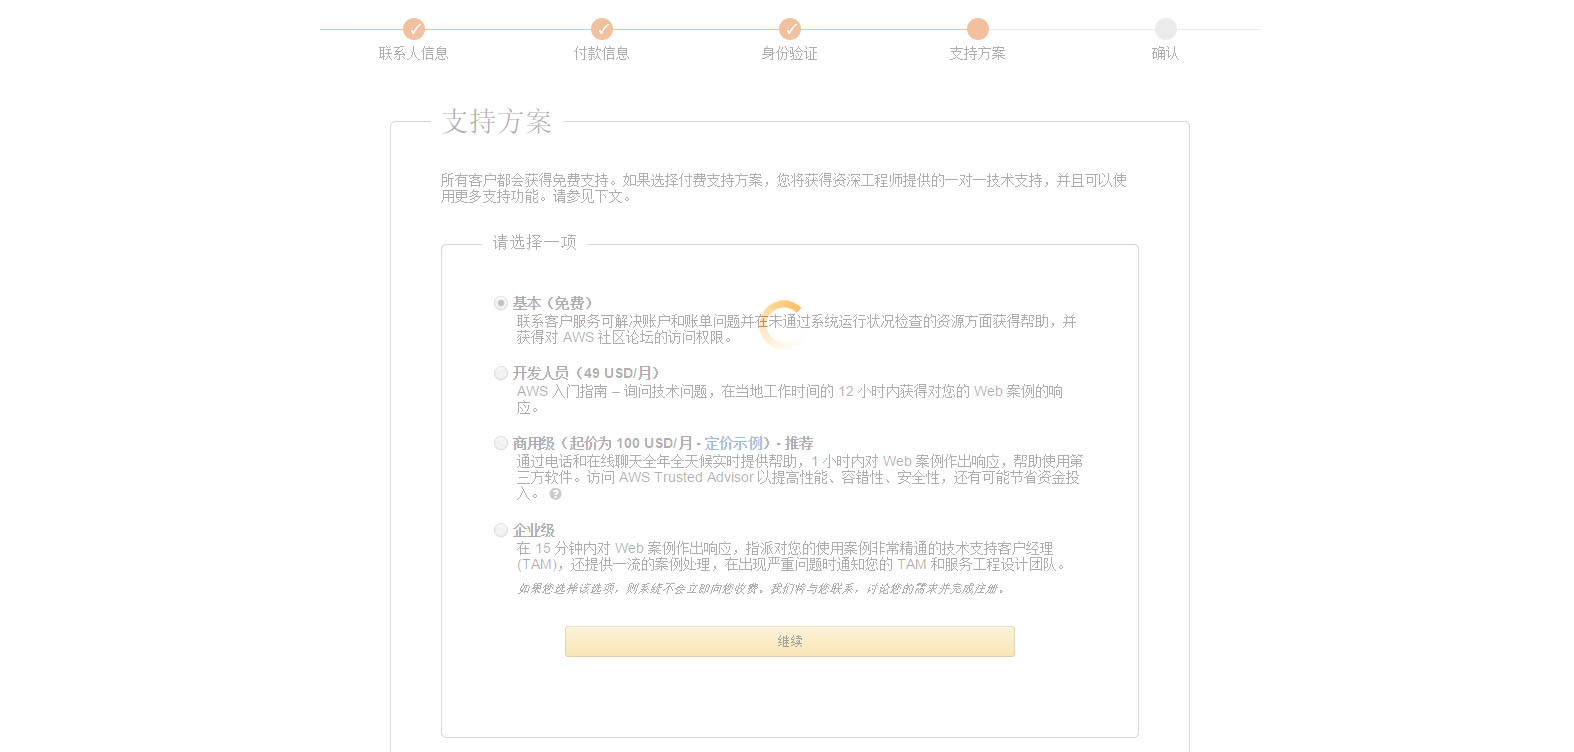 联系人信息
付款信息
身份验证
支持方案
确认
支持方案
所有客户都会获得免费支持。如果选择付费支持方案，您将获得资深工程师提供的一对一技术支持，并且可以使
用更多支持功能。请参见下文。
请选择一项
基本（免费）
联系客户服务可解决账户和账单问题并在未通过系统运行状况检查的资源方面获得帮助，并
获得对 AWS 社区论坛的访问权限。
开发人员（49 USD/月）
AWS 入门指南 – 询问技术问题，在当地工作时间的 12 小时内获得对您的 Web 案例的响
应。
商用级（起价为 100 USD/月 - 定价示例）- 推荐
通过电话和在线聊天全年全天候实时提供帮助，1 小时内对 Web 案例作出响应，帮助使用第
三方软件。访问 AWS Trusted Advisor 以提高性能、容错性、安全性，还有可能节省资金投
入。 ?
企业级
在 15 分钟内对 Web 案例作出响应，指派对您的使用案例非常精通的技术支持客户经理
(TAM)，还提供一流的案例处理，在出现严重问题时通知您的 TAM 和服务工程设计团队。
如果您选择该选项，则系统不会立即向您收费。我们将与您联系，讨论您的需求并完成注册。
继续